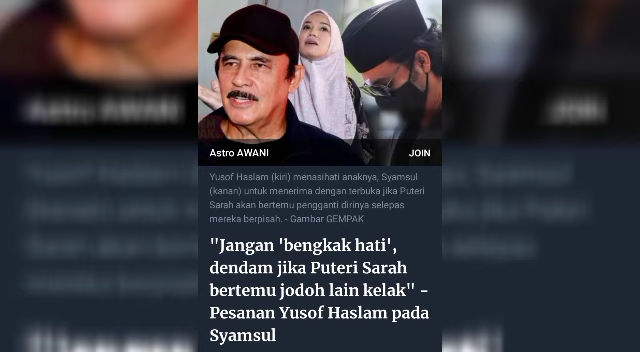 Astro AWANI
JOIN
Yusof Haslam (kiri) menasihati anaknya, Syamsul
(kanan) untuk menerima dengan terbuka jika Puteri
Sarah akan bertemu pengganti dirinya selepas
mereka berpisah. - Gambar GEMPAK
"Jangan 'bengkak hati',
dendam jika Puteri Sarah
bertemu jodoh lain kelak" -
Pesanan Yusof Haslam pada
Syamsul